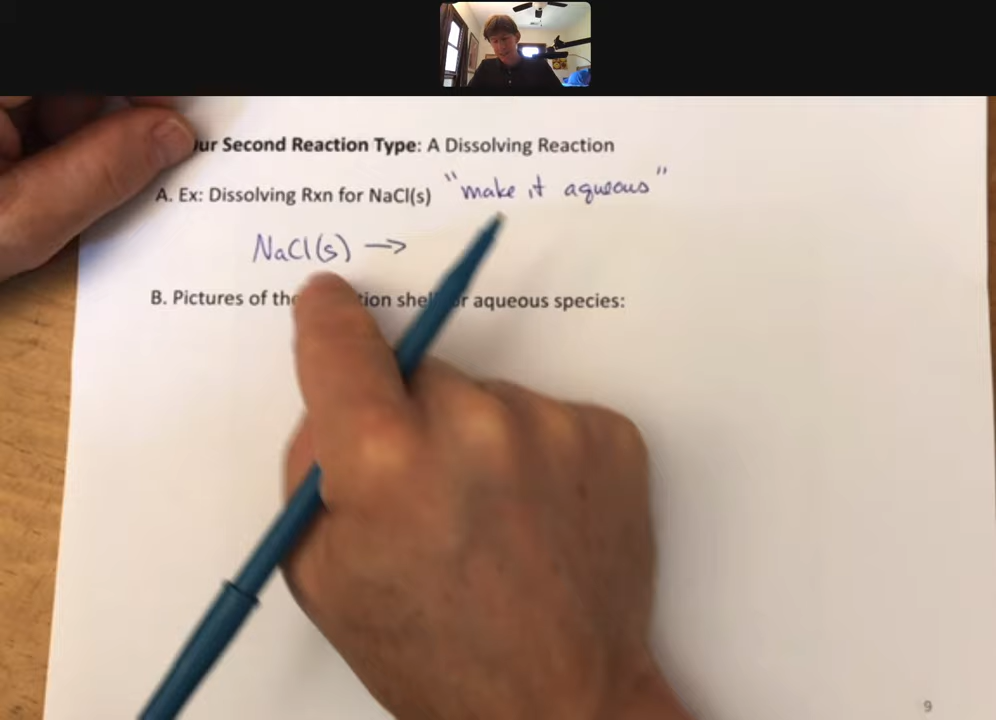 ur Second Reaction Type: A Dissolving Reaction
A. Ex: Dissolving Rxn for NaCl(s) "make it aqueous"
NaCl(s) →
B. Pictures of the tion shel r aqueous species:
9